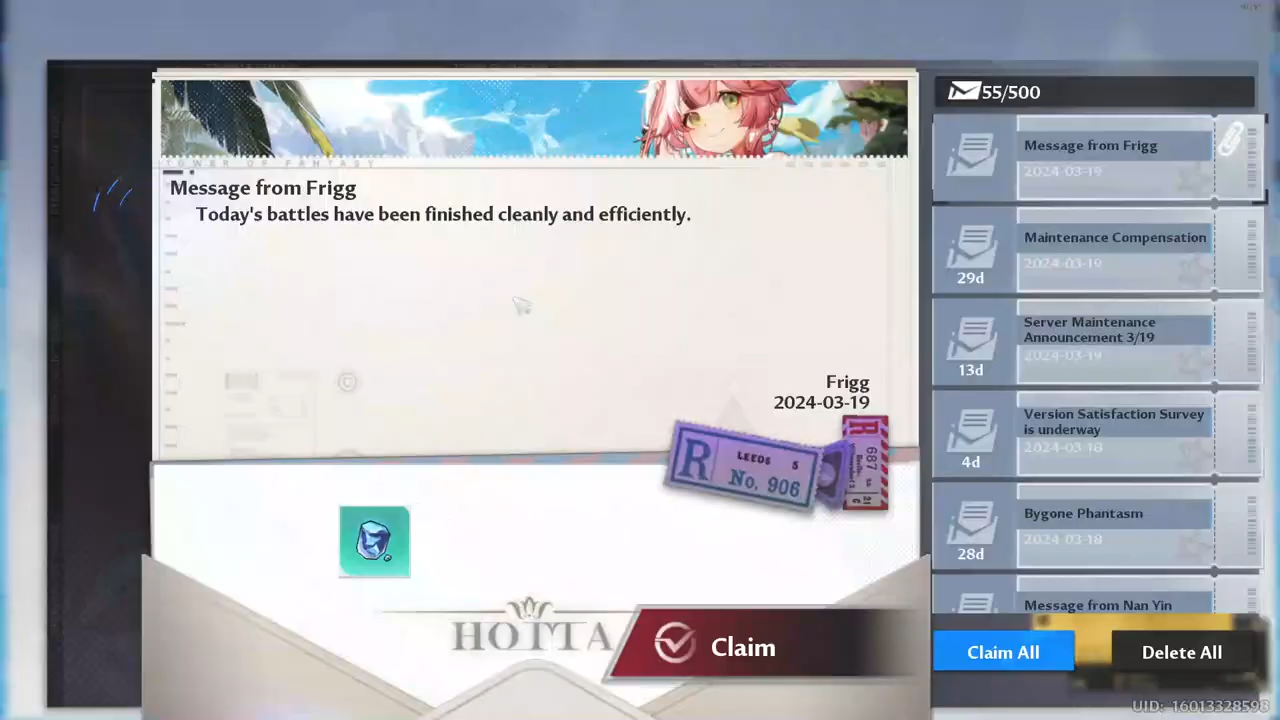 TOWER OF FANTASY
Message from Frigg
Today's battles have been finished cleanly and efficiently.
Frigg
2024-03-19
R
LEEDS 5
No. 906
R
687
HOTTA
Claim
55/500
Message from Frigg
2024-03-19
Maintenance Compensation
2024-03-19
29d
Server Maintenance
Announcement 3/19
2024-03-19
13d
Version Satisfaction Survey
is underway
2024-03-18
4d
Bygone Phantasm
2024-03-18
28d
Message from Nan Yin
Claim All
Delete All
UID: 16013328598